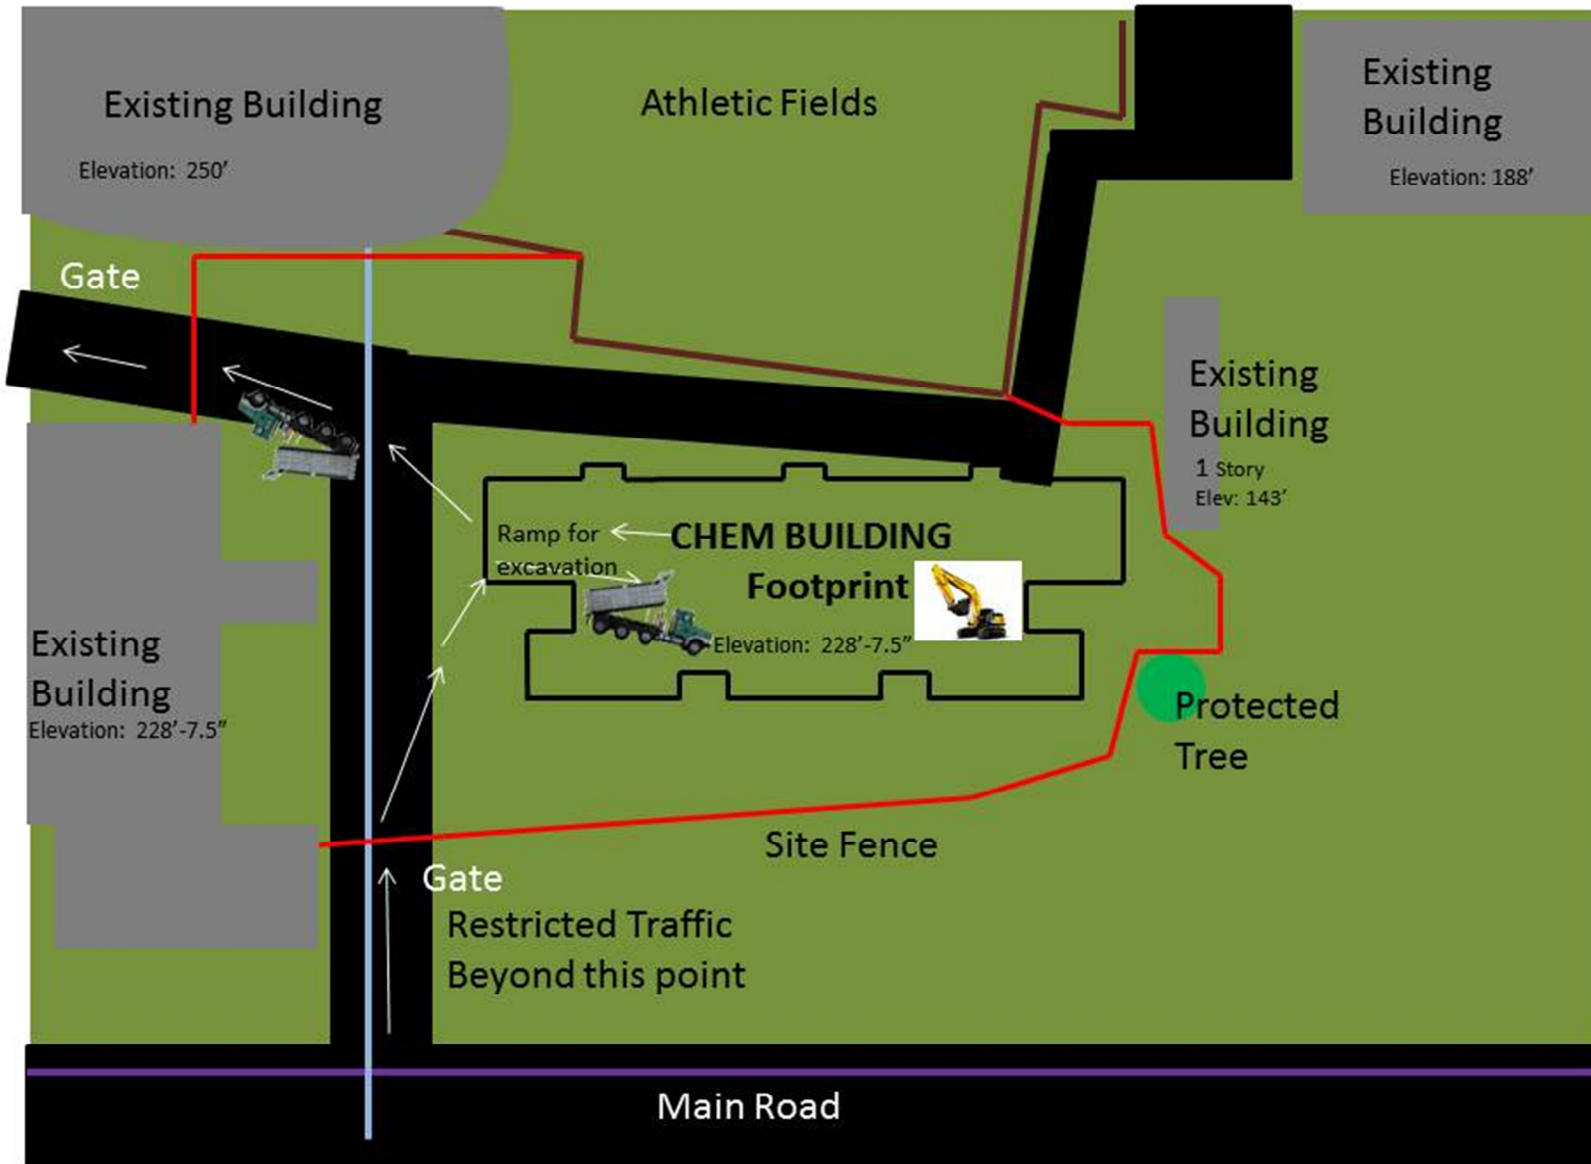 Existing Building
Elevation: 250'
Athletic Fields
Existing
Building
Elevation: 188'
Gate
Existing
Building
1 Story
Elev: 143'
Ramp for
excavation
CHEM BUILDING
Footprint
Elevation: 228'-7.5"
Existing
Building
Elevation: 228'-7.5"
Protected
Tree
Site Fence
Gate
Restricted Traffic
Beyond this point
Main Road